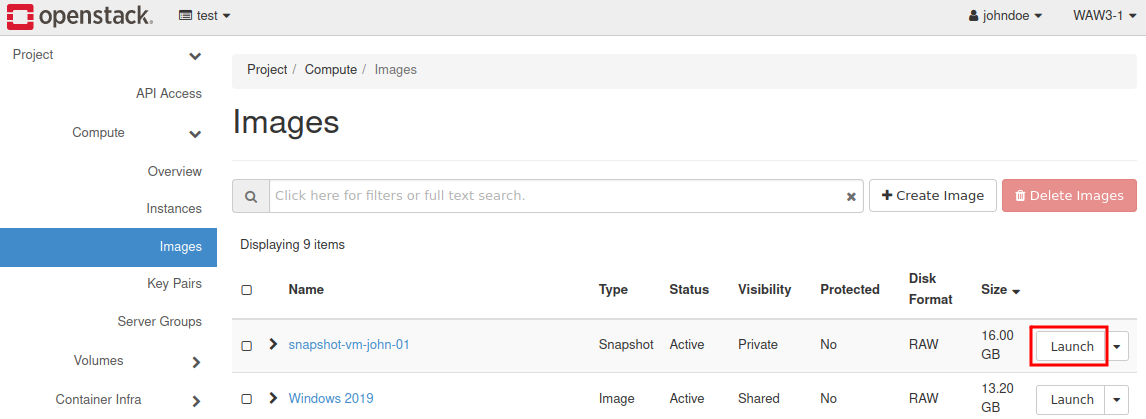 openstack. test johndoe WAW3-1
Project
API Access
Compute
Overview
Instances
Images
Key Pairs
Server Groups
Volumes
Container Infra
Project / Compute / Images
Images
Click here for filters or full text search. Create Image Delete Images
Displaying 9 items
Name Type Status Visibility Protected Disk Format Size
snapshot-vm-john-01 Snapshot Active Private No RAW 16.00 GB Launch
Windows 2019 Image Active Shared No RAW 13.20 GB Launch